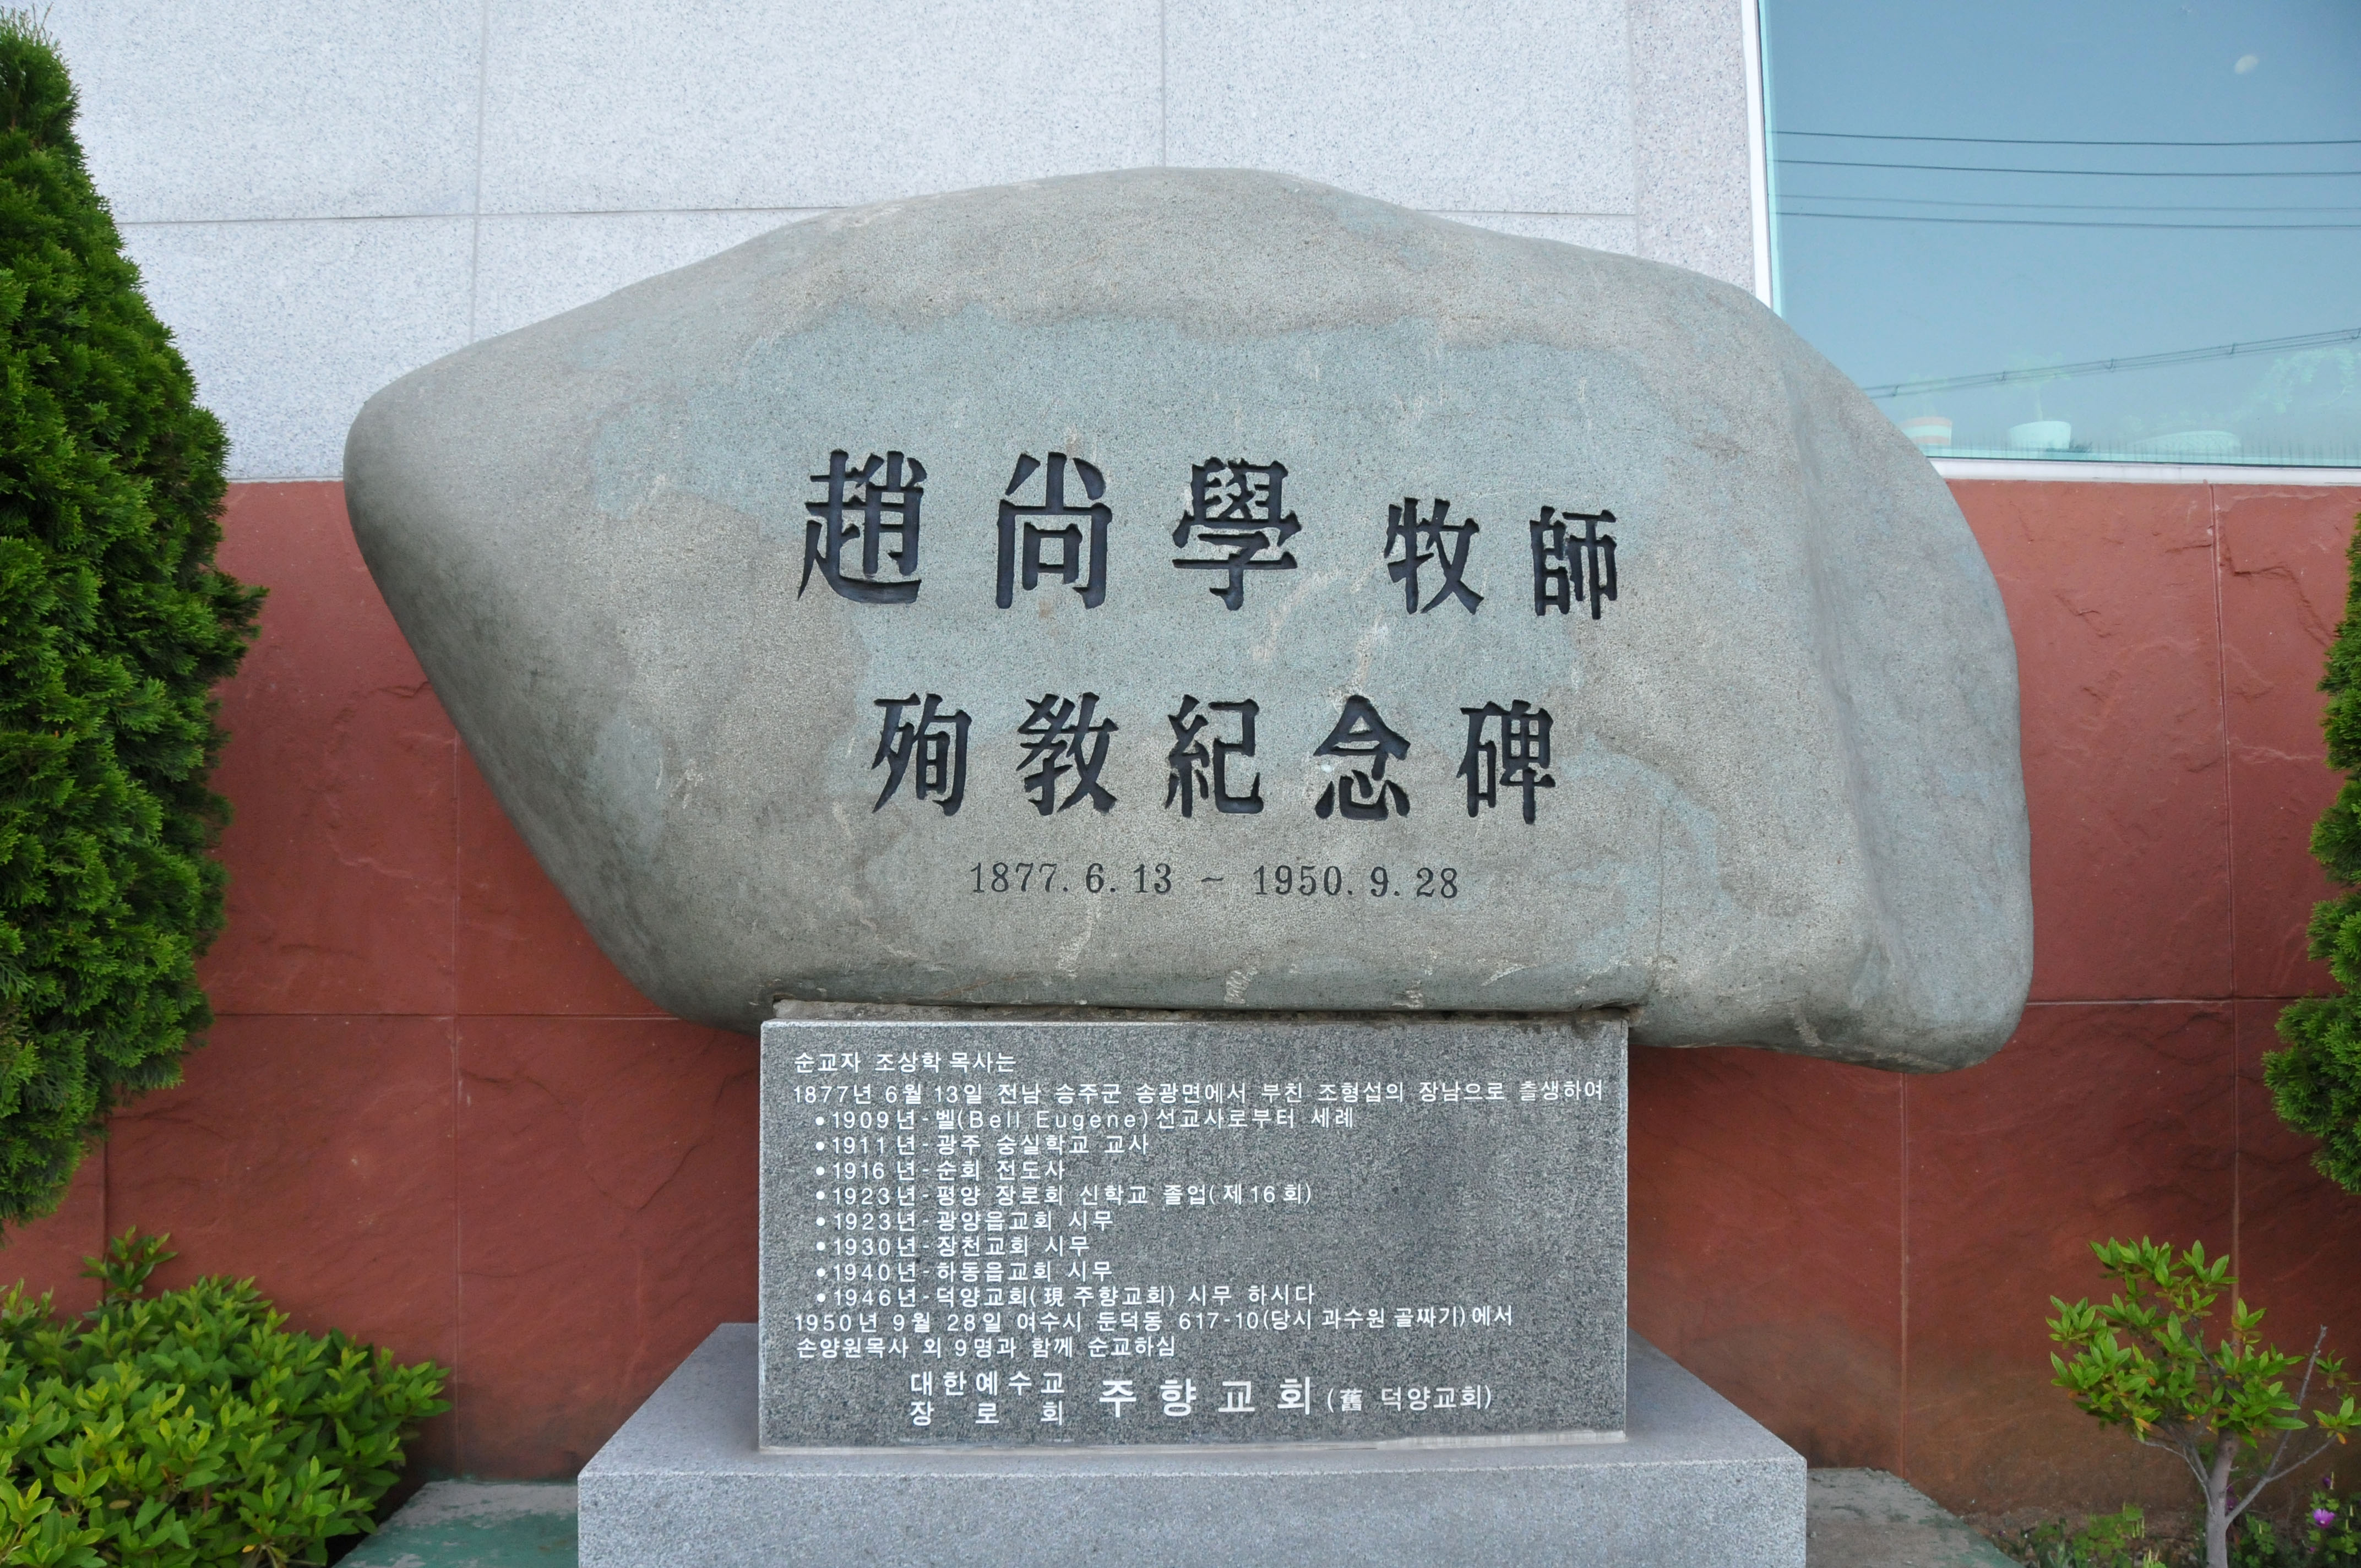 趙尙學 牧師
殉敎紀念碑
1877. 6. 13 ~ 1950. 9. 28
순교자 조상학 목사는
1877년 6월 13일 전남 승주군 송광면에서 부친 조형섭의 장남으로 출생하여
•1909년-벨(Bell Eugene)선교사로부터 세례
•1911년-광주 숭실학교 교사
•1916년-순회 전도사
•1923년-평양 장로회 신학교 졸업(제16회)
•1923년-광양읍교회 시무
•1930년-장천교회 시무
•1940년-하동읍교회 시무
•1946년-덕양교회(現 주향교회) 시무 하시다
1950년 9월 28일 여수시 둔덕동 617-10(당시 과수원 골짜기)에서
손양원목사 외 9명과 함께 순교하심
대한예수교
장로회 주향교회 (舊 덕양교회)